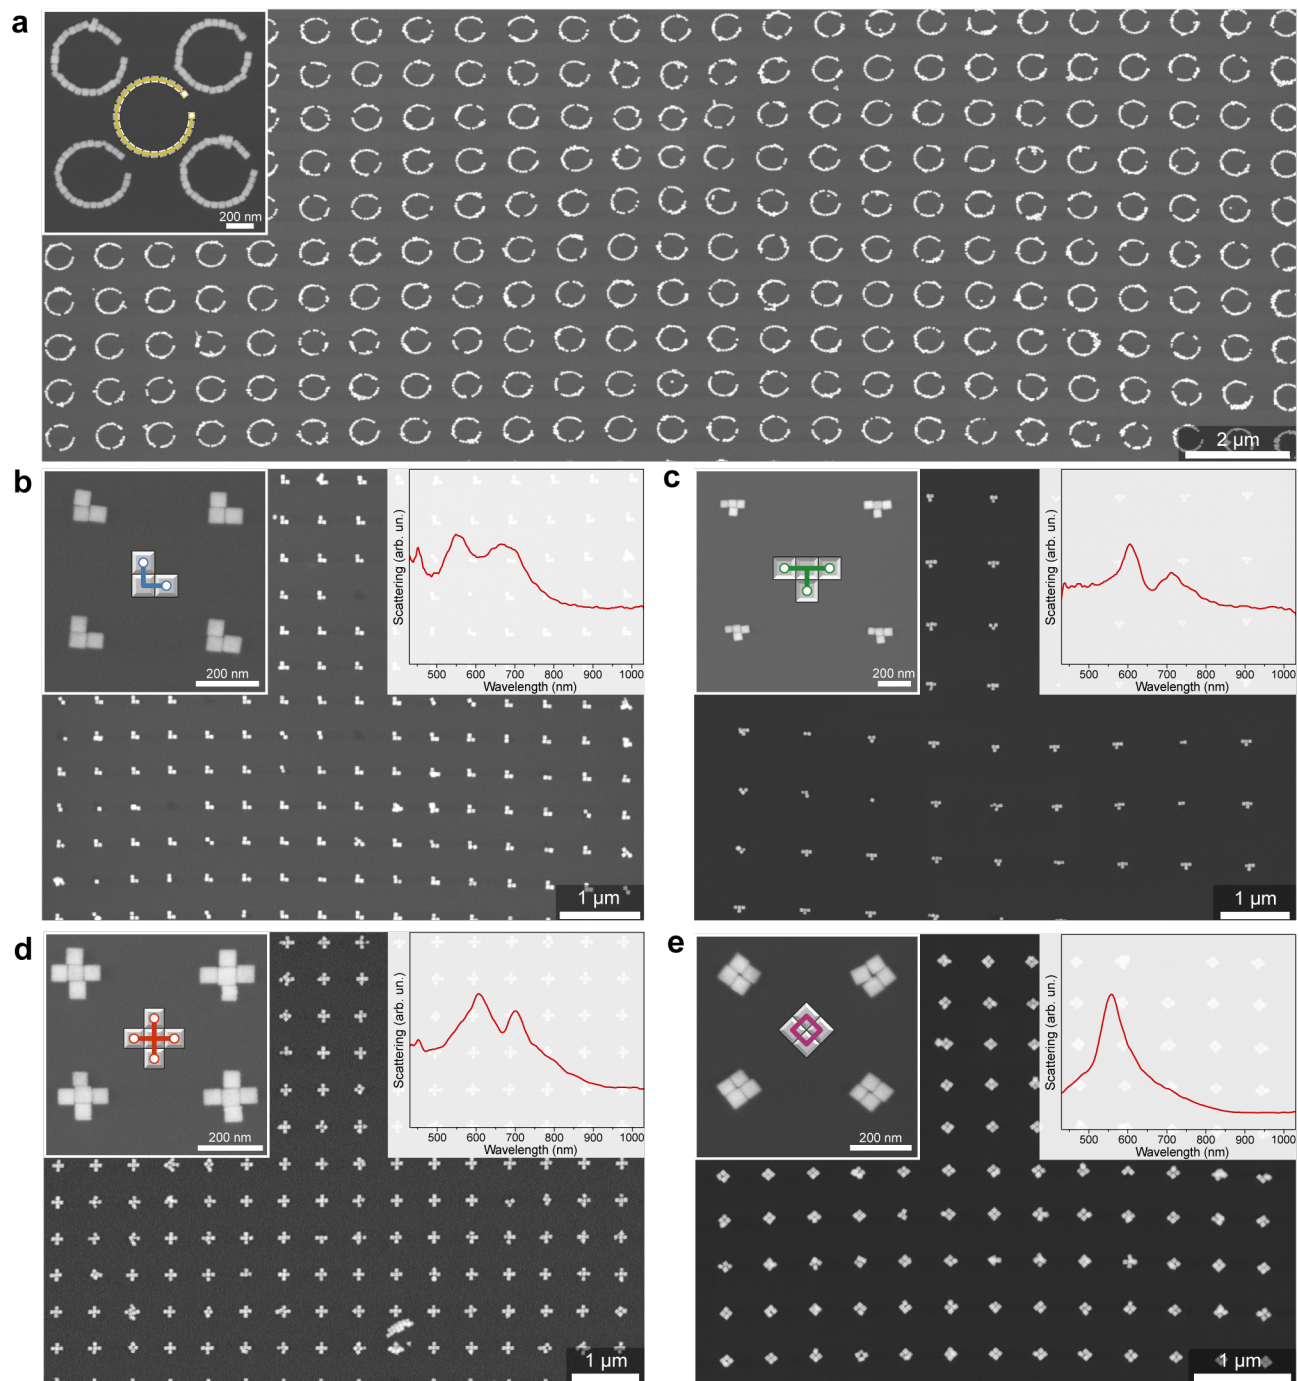 a
200 nm
2 µm
b
200 nm
Scattering (arb. un.)
500 600 700 800 900 1000
Wavelength (nm)
1 µm
c
200 nm
Scattering (arb. un.)
500 600 700 800 900 1000
Wavelength (nm)
1 µm
d
200 nm
Scattering (arb. un.)
500 600 700 800 900 1000
Wavelength (nm)
1 µm
e
200 nm
Scattering (arb. un.)
500 600 700 800 900 1000
Wavelength (nm)
1 µm